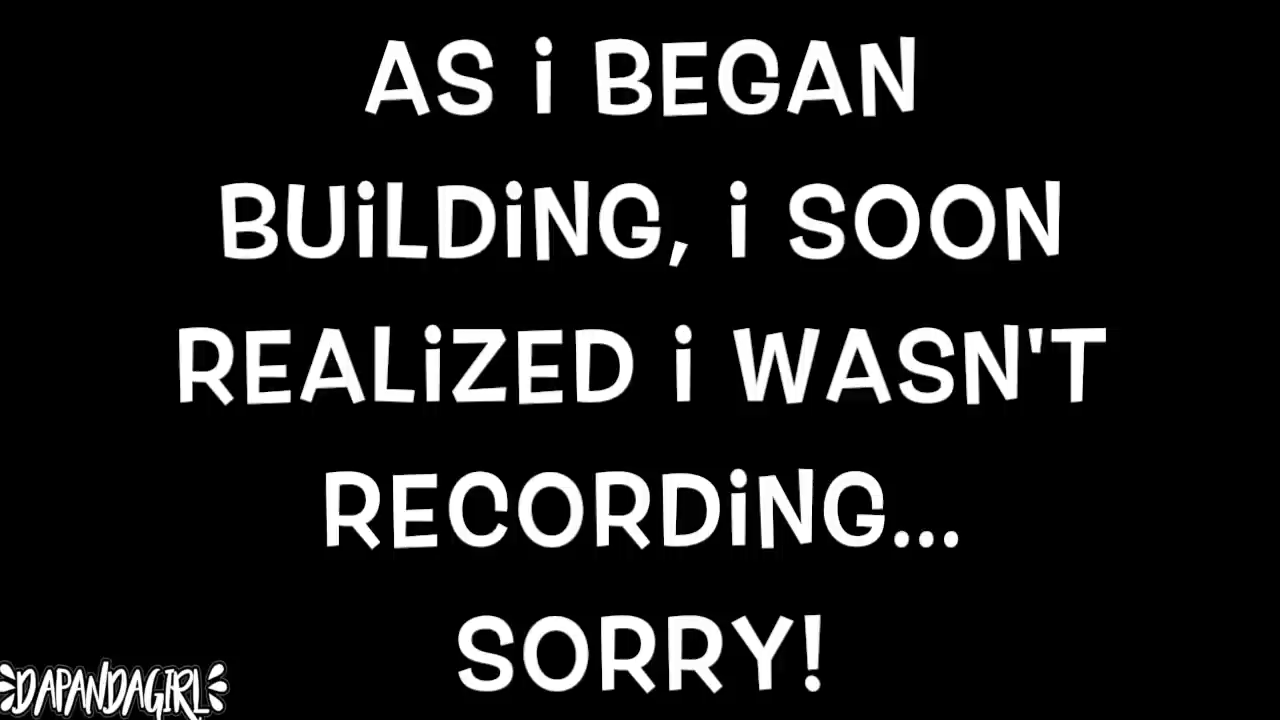 AS i BEGAN
BUiLDiNG, i SOON
REALiZED i WASN'T
RECORDiNG...
SORRY!
DAPANDAGIRL